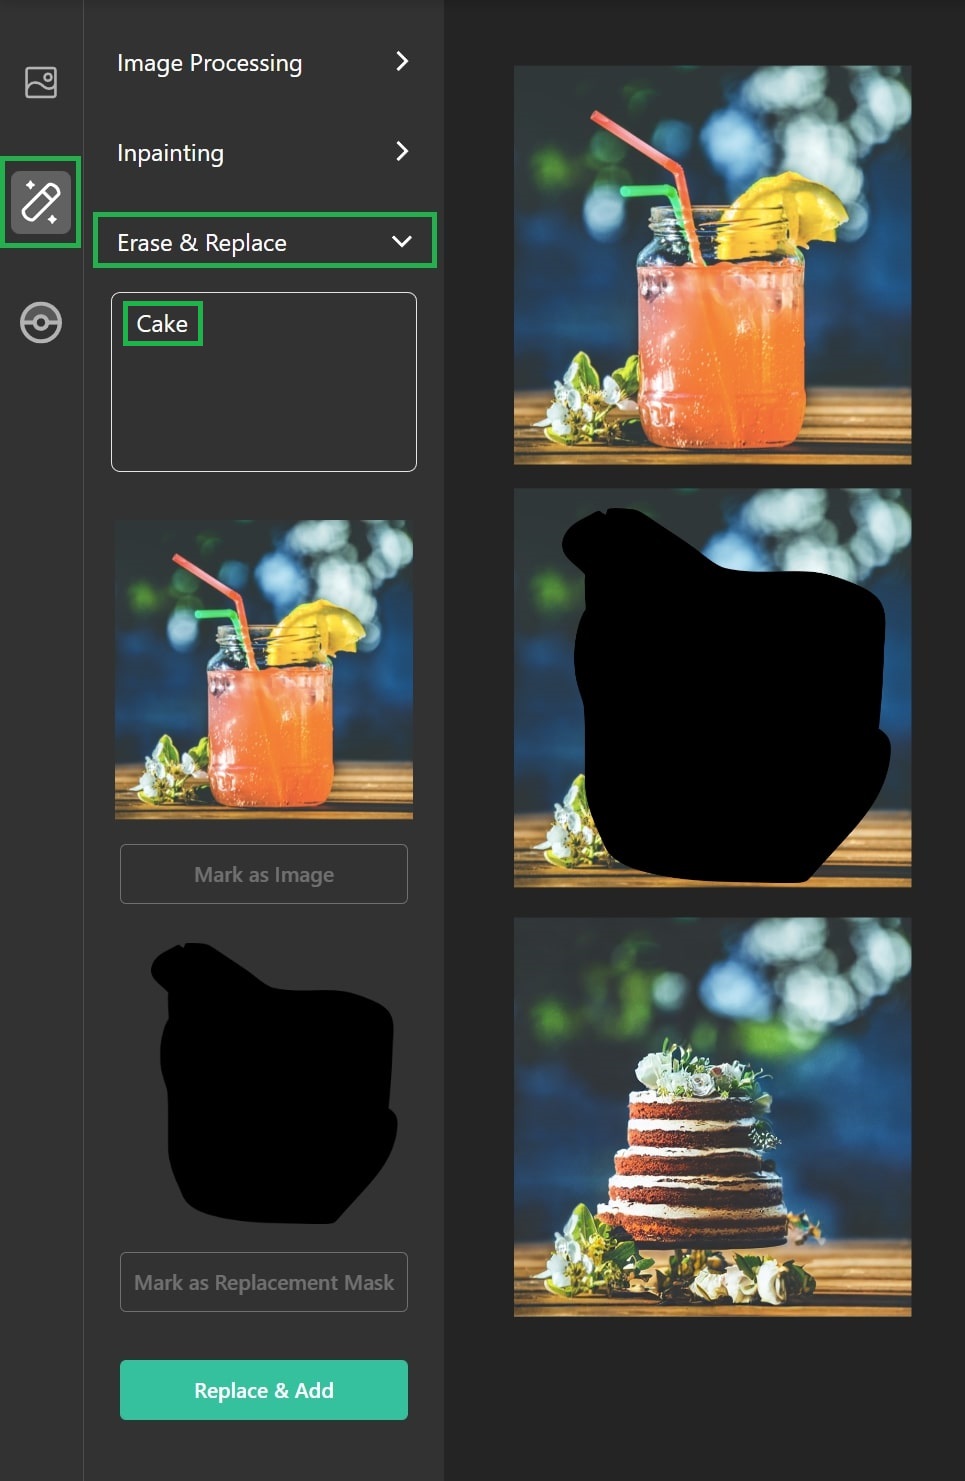 Image Processing
Inpainting
Erase & Replace
Cake
Mark as Image
Mark as Replacement Mask
Replace & Add